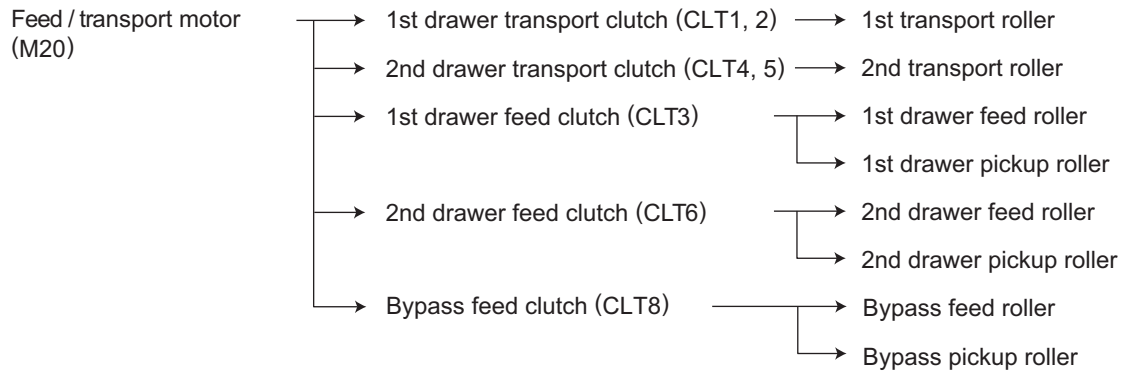 Feed / transport motor
(M20)
1st drawer transport clutch (CLT1, 2)
1st transport roller
2nd drawer transport clutch (CLT4, 5)
2nd transport roller
1st drawer feed clutch (CLT3)
1st drawer feed roller
1st drawer pickup roller
2nd drawer feed clutch (CLT6)
2nd drawer feed roller
2nd drawer pickup roller
Bypass feed clutch (CLT8)
Bypass feed roller
Bypass pickup roller